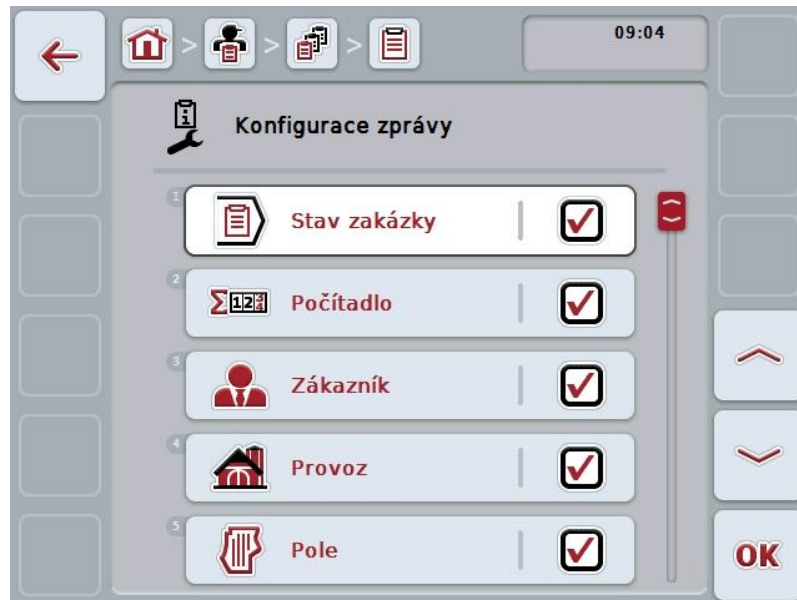 09:04
Konfigurace zprávy
1
Stav zakázky
2
Počítadlo
3
Zákazník
4
Provoz
5
Pole
OK